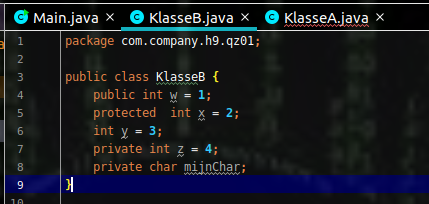 Main.java × KlasseB.java × KlasseA.java ×
1 package com.company.h9.qz01;
2
3 public class KlasseB {
4 public int w = 1;
5 protected  int x = 2;
6 int y = 3;
7 private int z = 4;
8 private char mijnChar;
9 }
10